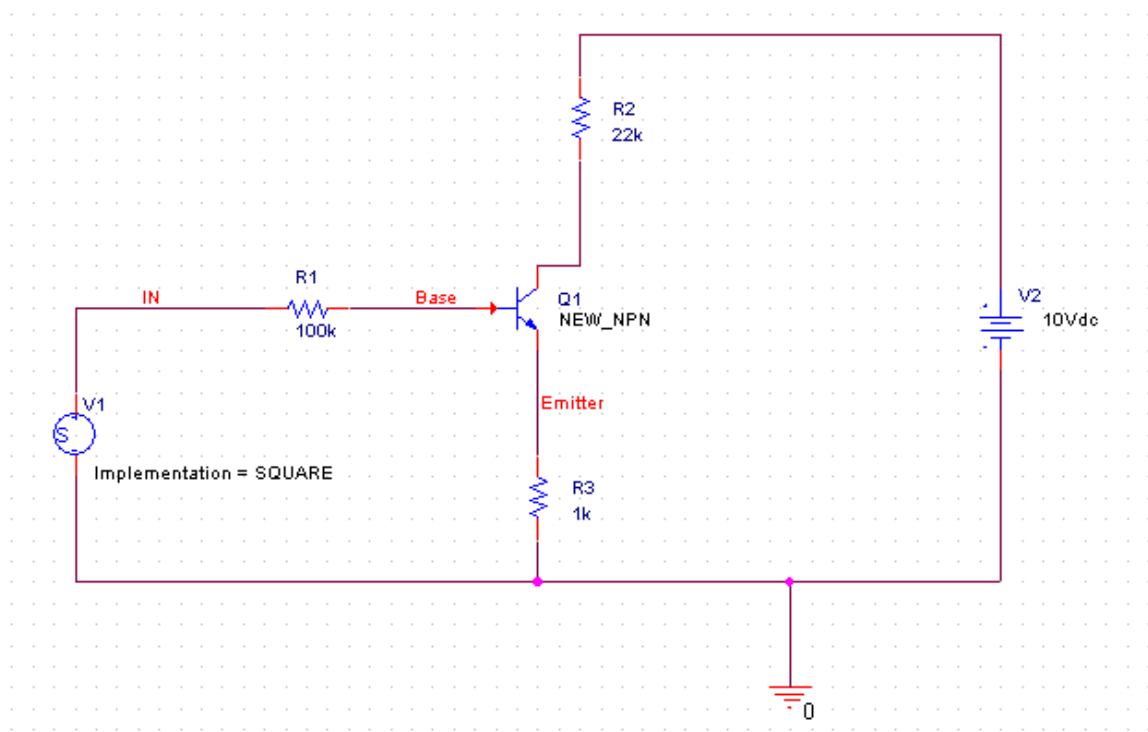 R2
22k
R1
IN
Base
100k
Q1
NEW_NPN
V2
10Vdc
V1
S
Implementation = SQUARE
Emitter
R3
1k
0